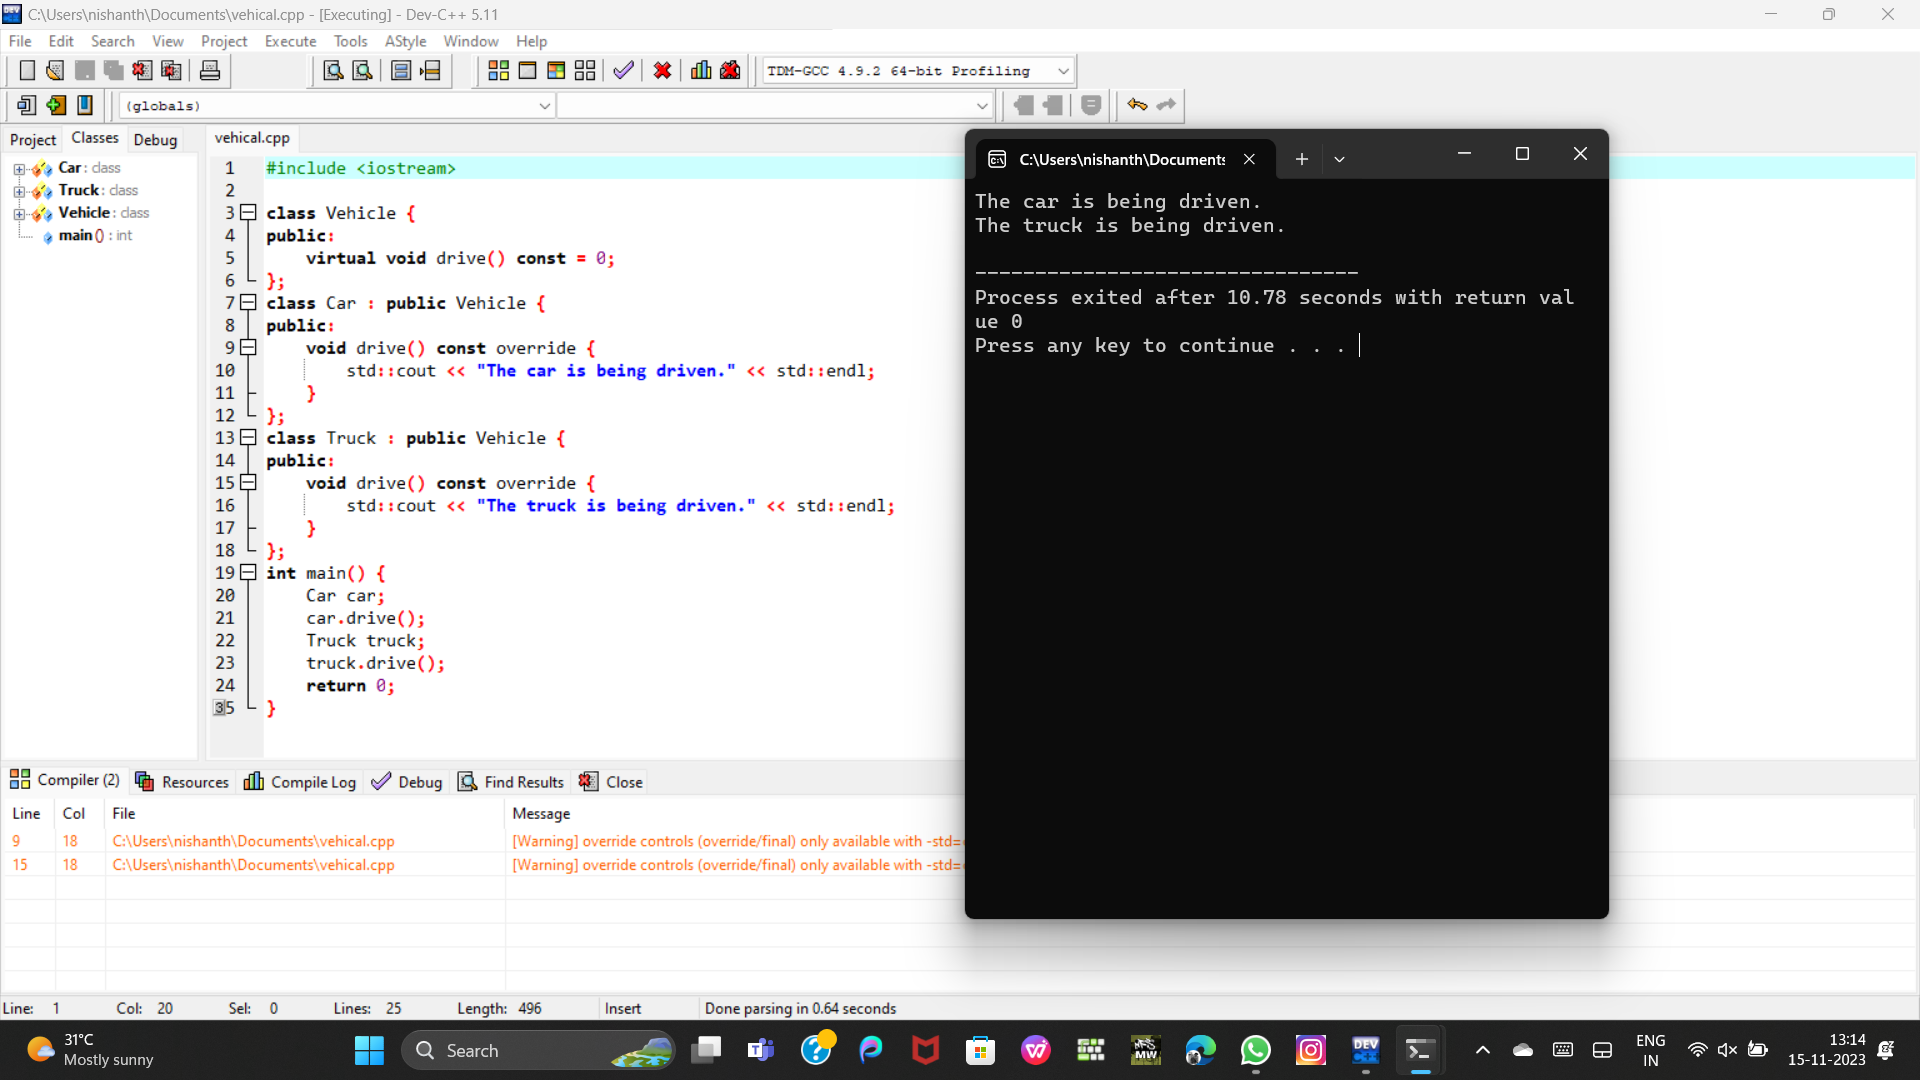 C:\Users\nishanth\Documents\vehical.cpp - [Executing] - Dev-C++ 5.11
File Edit Search View Project Execute Tools AStyle Window Help
TDM-GCC 4.9.2 64-bit Profiling
(globals)
Project Classes Debug
Car : class
Truck : class
Vehicle : class
main () : int
vehical.cpp
1 #include <iostream>
2
3 class Vehicle {
4 public:
5 virtual void drive() const = 0;
6 };
7 class Car : public Vehicle {
8 public:
9 void drive() const override {
10 std::cout << "The car is being driven." << std::endl;
11 }
12 };
13 class Truck : public Vehicle {
14 public:
15 void drive() const override {
16 std::cout << "The truck is being driven." << std::endl;
17 }
18 };
19 int main() {
20 Car car;
21 car.drive();
22 Truck truck;
23 truck.drive();
24 return 0;
35 }
C:\Users\nishanth\Documents
The car is being driven.
The truck is being driven.
--------------------------------
Process exited after 10.78 seconds with return val
ue 0
Press any key to continue . . .
Compiler (2) Resources Compile Log Debug Find Results Close
Line Col File Message
9 18 C:\Users\nishanth\Documents\vehical.cpp [Warning] override controls (override/final) only available with -std=
15 18 C:\Users\nishanth\Documents\vehical.cpp [Warning] override controls (override/final) only available with -std=
Line: 1 Col: 20 Sel: 0 Lines: 25 Length: 496 Insert Done parsing in 0.64 seconds
31°C
Mostly sunny
Search
MW
DEV
ENG
IN
13:14
15-11-2023